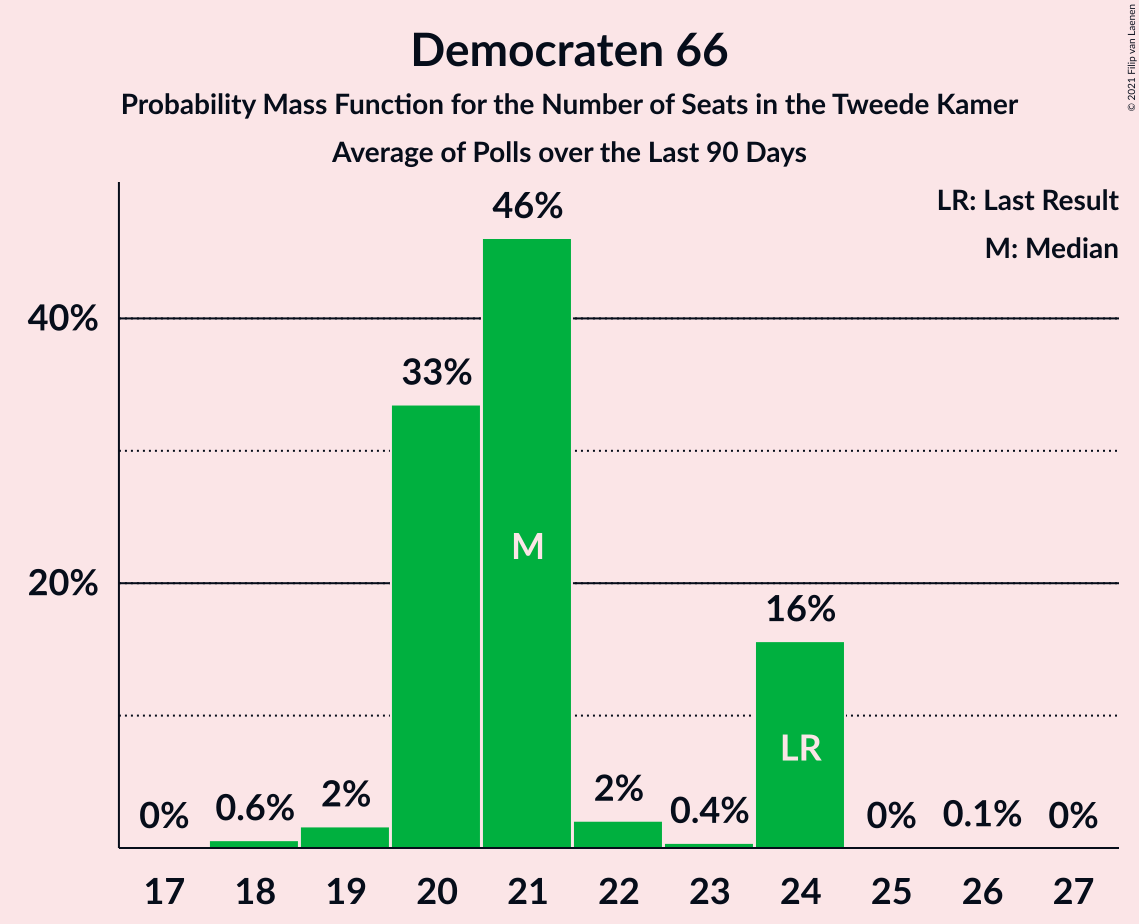 Democraten 66
Probability Mass Function for the Number of Seats in the Tweede Kamer
Average of Polls over the Last 90 Days
© 2021 Filip van Laenen
LR: Last Result
M: Median
40%
20%
0%
0.6%
2%
33%
46%
2%
0.4%
16%
0%
0.1%
0%
M
LR
17 18 19 20 21 22 23 24 25 26 27